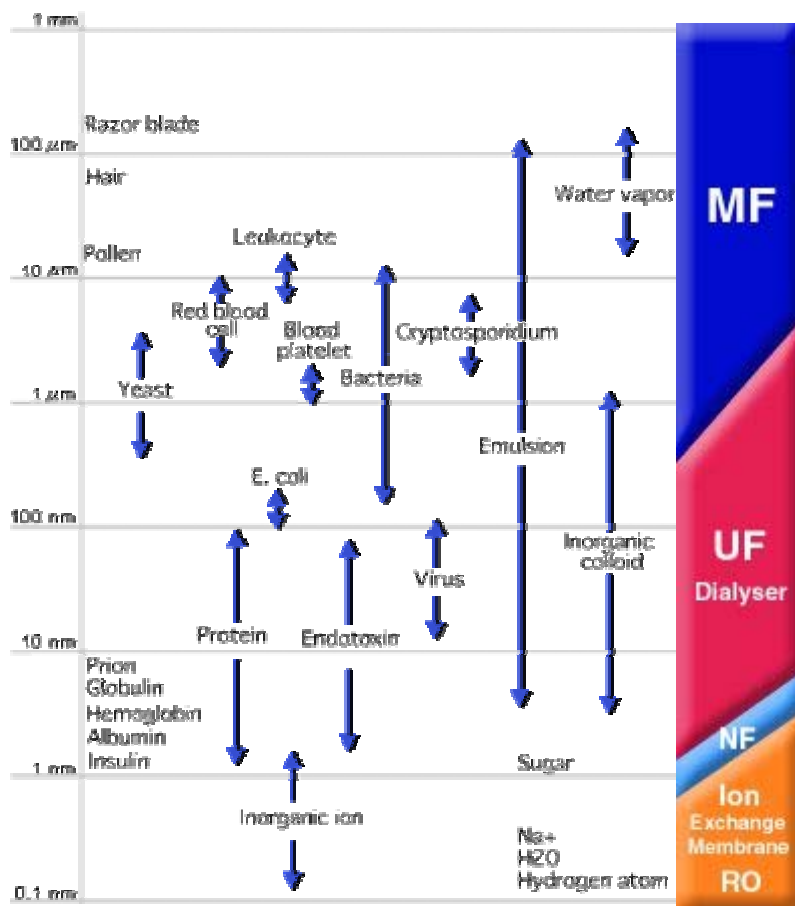 1 mm
Razor blade
100 μm
Hair
Water vapor
MF
Leukocyte
Pollen
10 μm
Red blood
cell
Blood
platelet
Cryptosporidium
Bacteria
Yeast
1 μm
Emulsion
E. coli
100 nm
Inorganic
colloid
UF
Dialyser
Virus
Protein
Endotoxin
10 nm
Prion
Globulin
Hemoglobin
Albumin
Insulin
NF
Sugar
1 nm
Inorganic ion
Ion
Exchange
Membrane
RO
Na+
H2O
Hydrogen atom
0.1 nm